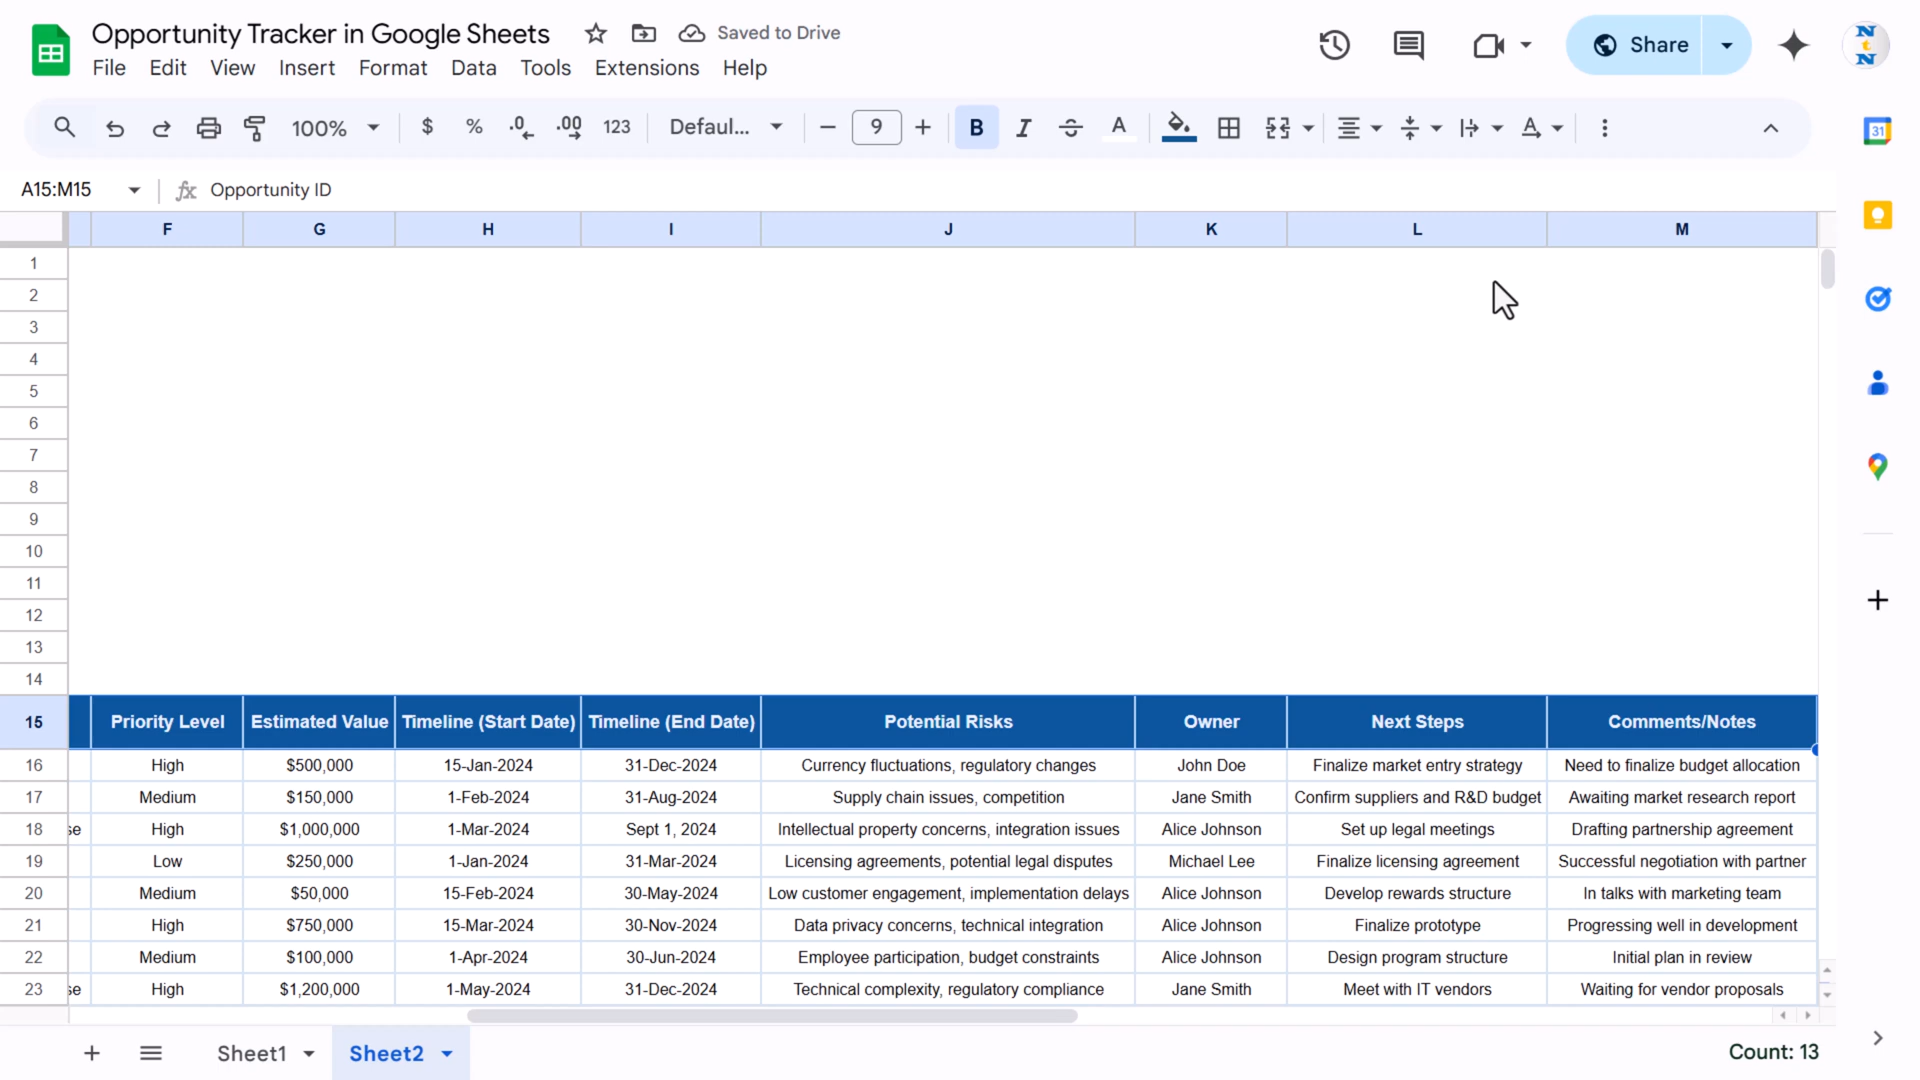 Opportunity Tracker in Google Sheets Saved to Drive
File Edit View Insert Format Data Tools Extensions Help
Share
N
t
N
100% $ % .0 .00 123 Defaul... 9 B I S A A
31
A15:M15 fx Opportunity ID
F G H I J K L M
1
2
3
4
5
6
7
8
9
10
11
12
13
14
15 Priority Level Estimated Value Timeline (Start Date) Timeline (End Date) Potential Risks Owner Next Steps Comments/Notes
16 High $500,000 15-Jan-2024 31-Dec-2024 Currency fluctuations, regulatory changes John Doe Finalize market entry strategy Need to finalize budget allocation
17 Medium $150,000 1-Feb-2024 31-Aug-2024 Supply chain issues, competition Jane Smith Confirm suppliers and R&D budget Awaiting market research report
18 se High $1,000,000 1-Mar-2024 Sept 1, 2024 Intellectual property concerns, integration issues Alice Johnson Set up legal meetings Drafting partnership agreement
19 Low $250,000 1-Jan-2024 31-Mar-2024 Licensing agreements, potential legal disputes Michael Lee Finalize licensing agreement Successful negotiation with partner
20 Medium $50,000 15-Feb-2024 30-May-2024 Low customer engagement, implementation delays Alice Johnson Develop rewards structure In talks with marketing team
21 High $750,000 15-Mar-2024 30-Nov-2024 Data privacy concerns, technical integration Alice Johnson Finalize prototype Progressing well in development
22 Medium $100,000 1-Apr-2024 30-Jun-2024 Employee participation, budget constraints Alice Johnson Design program structure Initial plan in review
23 se High $1,200,000 1-May-2024 31-Dec-2024 Technical complexity, regulatory compliance Jane Smith Meet with IT vendors Waiting for vendor proposals
Sheet1 Sheet2 Count: 13